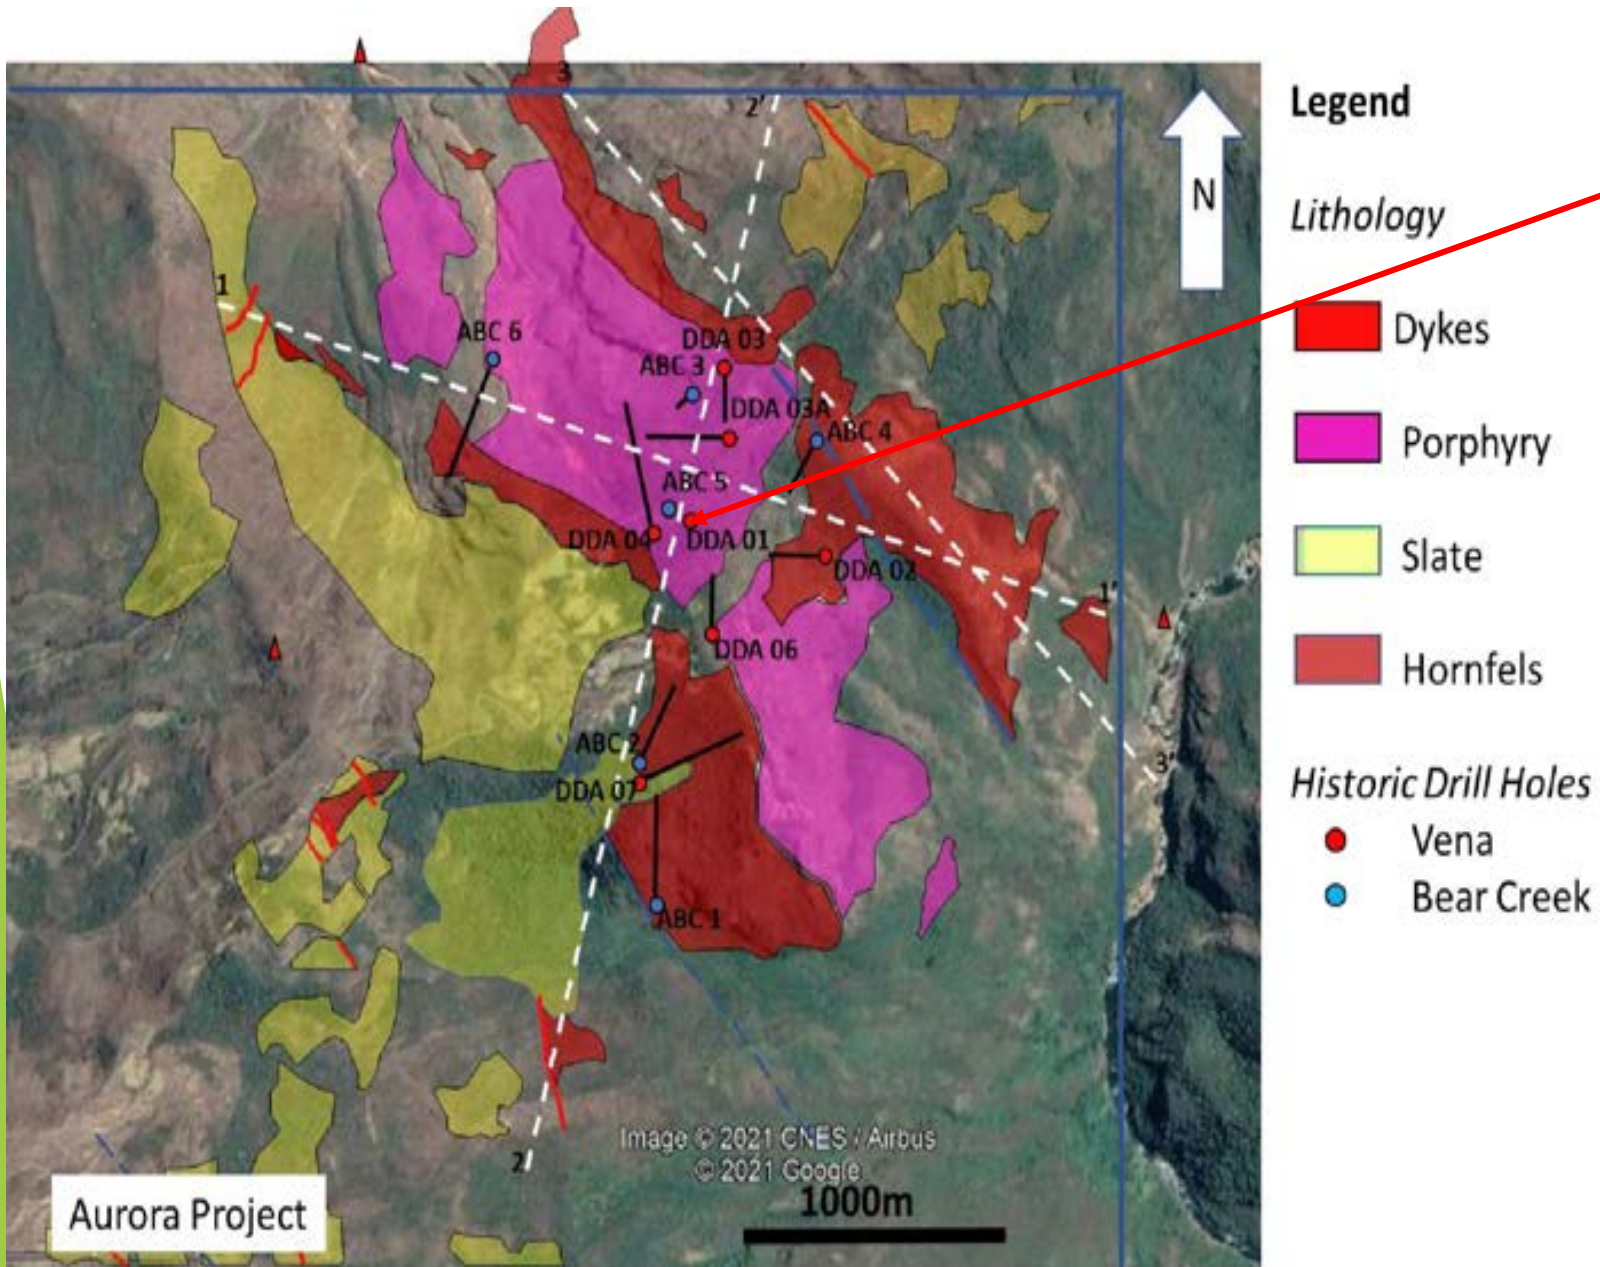 3
2'
N
1
ABC 6
DDA 03
ABC 3
DDA 03A
ABC 4
ABC 5
DDA 04
DDA 01
DDA 02
1'
DDA 06
ABC 2
3'
DDA 07
ABC 1
2
Image © 2021 CNES / Airbus
© 2021 Google
1000m
Aurora Project
Legend
Lithology
Dykes
Porphyry
Slate
Hornfels
Historic Drill Holes
Vena
Bear Creek